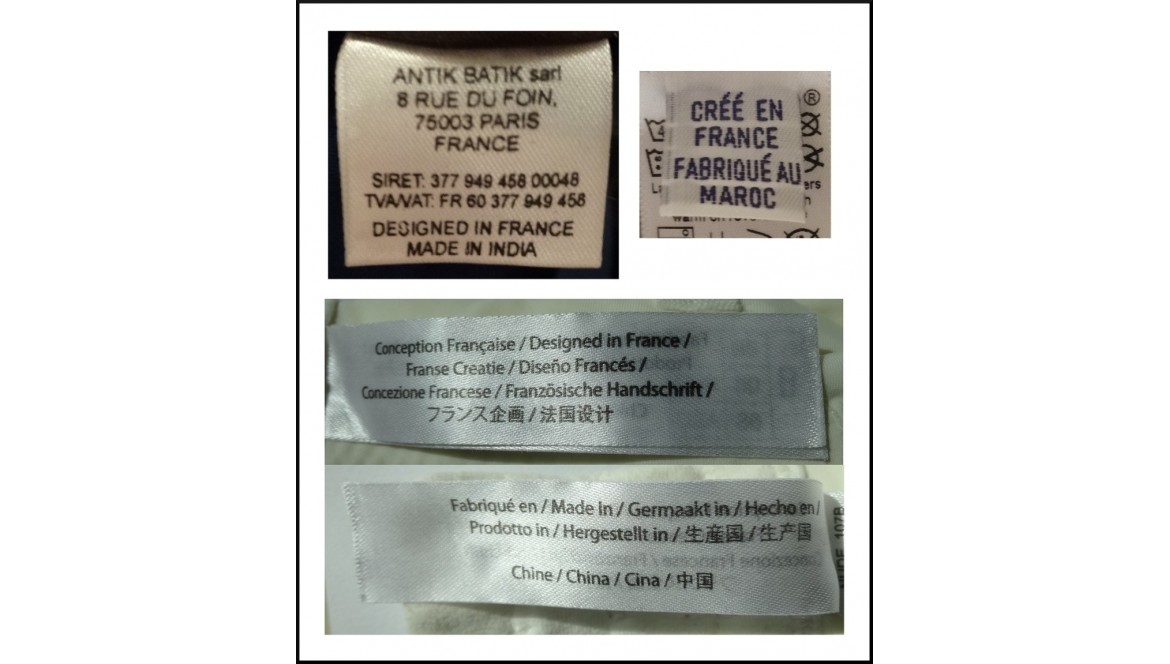 ANTIK BATIK sarl
8 RUE DU FOIN,
75003 PARIS
FRANCE
SIRET: 377 949 458 00048
TVA/VAT: FR 60 377 949 458
DESIGNED IN FRANCE
MADE IN INDIA
®
CRÉÉ EN
FRANCE
FABRIQUÉ AU
MAROC
Conception Française / Designed in France /
Franse Creatie / Diseño Francés /
Concezione Francese / Französische Handschrift /
フランス企画 / 法国设计
Fabriqué en / Made in / Germaakt in / Hecho en /
Prodotto in / Hergestellt in / 生産国 / 生产国
Chine / China / Cina / 中国